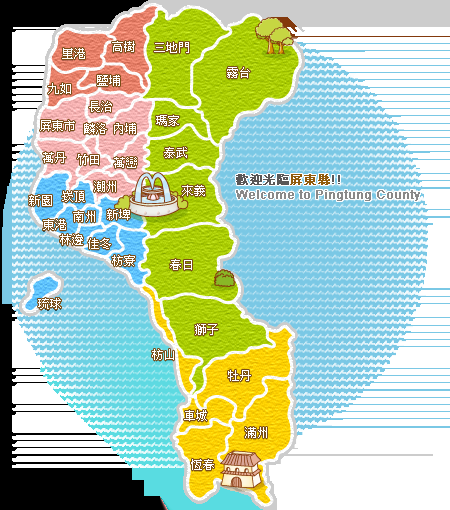 高樹
三地門
里港
霧台
鹽埔
九如
長治
瑪家
屏東市
麟洛
內埔
泰武
萬丹
竹田
萬巒
歡迎光臨屏東縣!!
Welcome to Pingtung County
潮州
來義
新園
崁頂
南州
新埤
東港
林邊
佳冬
枋寮
春日
琉球
獅子
枋山
牡丹
車城
滿州
恆春